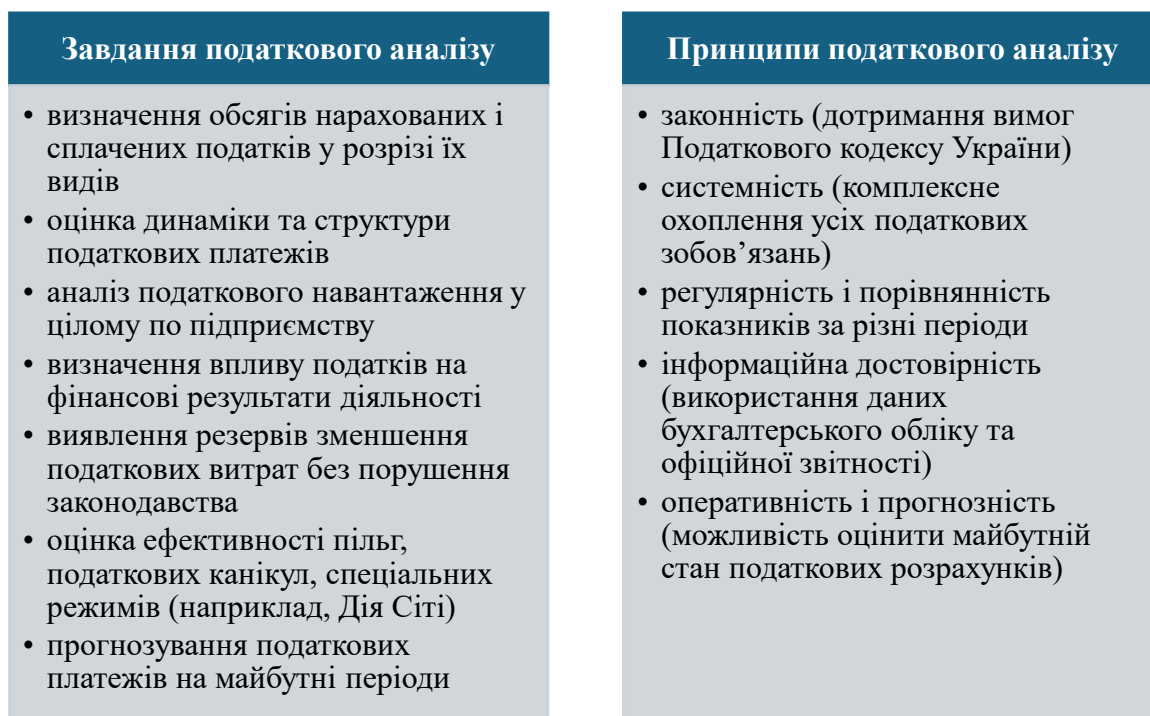 Завдання податкового аналізу
• визначення обсягів нарахованих і
сплачених податків у розрізі їх
видів
• оцінка динаміки та структури
податкових платежів
• аналіз податкового навантаження у
цілому по підприємству
• визначення впливу податків на
фінансові результати діяльності
• виявлення резервів зменшення
податкових витрат без порушення
законодавства
• оцінка ефективності пільг,
податкових канікул, спеціальних
режимів (наприклад, Дія Сіті)
• прогнозування податкових
платежів на майбутні періоди
Принципи податкового аналізу
• законність (дотримання вимог
Податкового кодексу України)
• системність (комплексне
охоплення усіх податкових
зобов’язань)
• регулярність і порівнянність
показників за різні періоди
• інформаційна достовірність
(використання даних
бухгалтерського обліку та
офіційної звітності)
• оперативність і прогнозність
(можливість оцінити майбутній
стан податкових розрахунків)